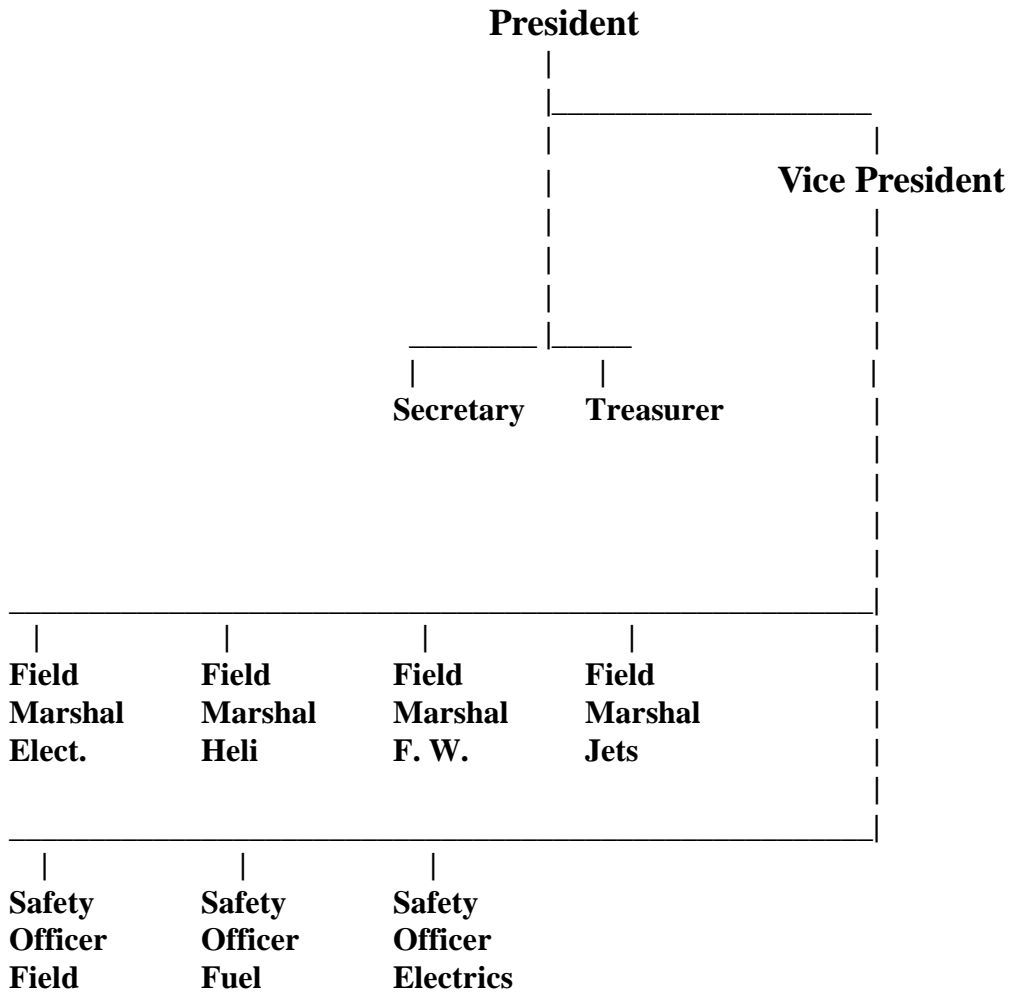 President
Vice President
Secretary Treasurer
Field Field Field Field
Marshal Marshal Marshal Marshal
Elect. Heli F. W. Jets
Safety Safety Safety
Officer Officer Officer
Field Fuel Electrics